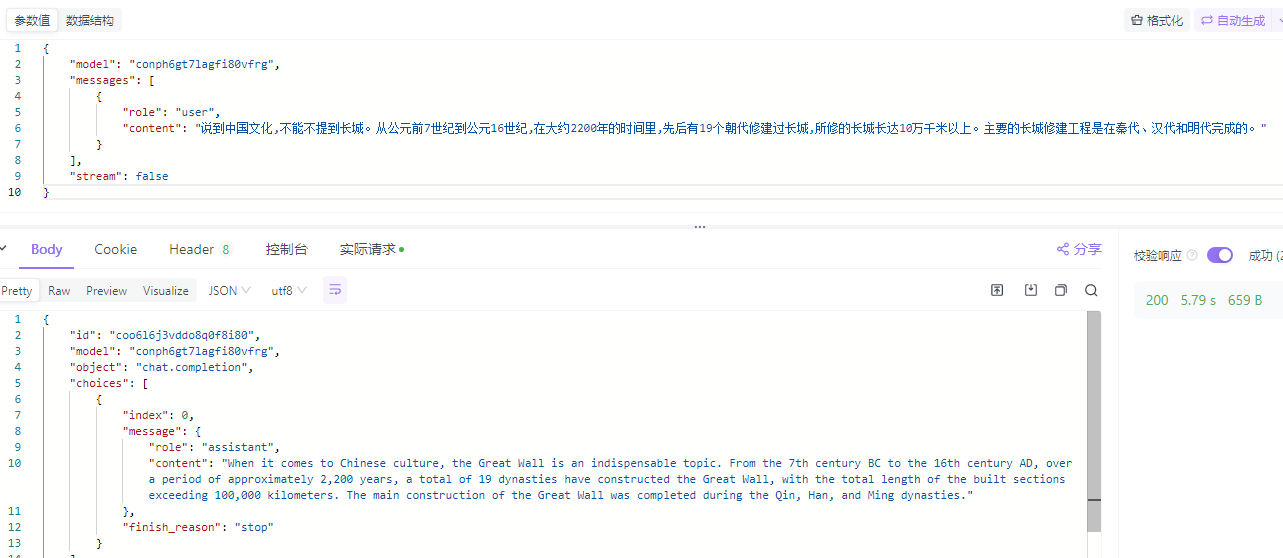 参数值 数据结构 格式化 自动生成
1 {
2 "model": "conph6gt7lagfi80vfrg",
3 "messages": [
4 {
5 "role": "user",
6 "content": "说到中国文化,不能不提到长城。从公元前7世纪到公元16世纪,在大约2200年的时间里,先后有19个朝代修建过长城,所修的长城长达10万千米以上。主要的长城修建工程是在秦代、汉代和明代完成的。"
7 }
8 ],
9 "stream": false
10 }
Body Cookie Header 8 控制台 实际请求 分享 校验响应 成功 (2
Pretty Raw Preview Visualize JSON utf8 200 5.79 s 659 B
1 {
2 "id": "coo6l6j3vddo8q0f8i80",
3 "model": "conph6gt7lagfi80vfrg",
4 "object": "chat.completion",
5 "choices": [
6 {
7 "index": 0,
8 "message": {
9 "role": "assistant",
10 "content": "When it comes to Chinese culture, the Great Wall is an indispensable topic. From the 7th century BC to the 16th century AD, over
a period of approximately 2,200 years, a total of 19 dynasties have constructed the Great Wall, with the total length of the built sections
exceeding 100,000 kilometers. The main construction of the Great Wall was completed during the Qin, Han, and Ming dynasties."
11 },
12 "finish_reason": "stop"
13 }
14 ]